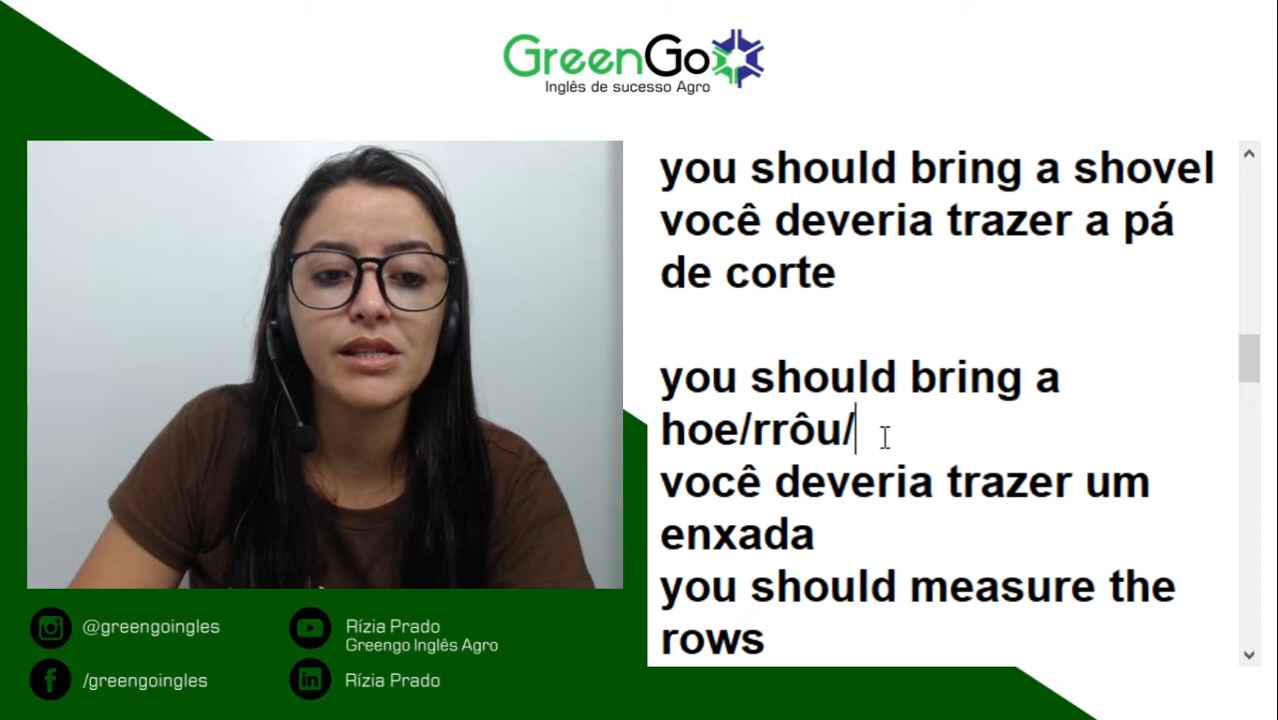 GreenGo
Inglês de sucesso Agro
you should bring a shovel
você deveria trazer a pá
de corte
you should bring a
hoe/rrôu/
você deveria trazer um
enxada
you should measure the
rows
@greengoingles
/greengoingles
Rízia Prado
Greengo Inglês Agro
in
Rízia Prado